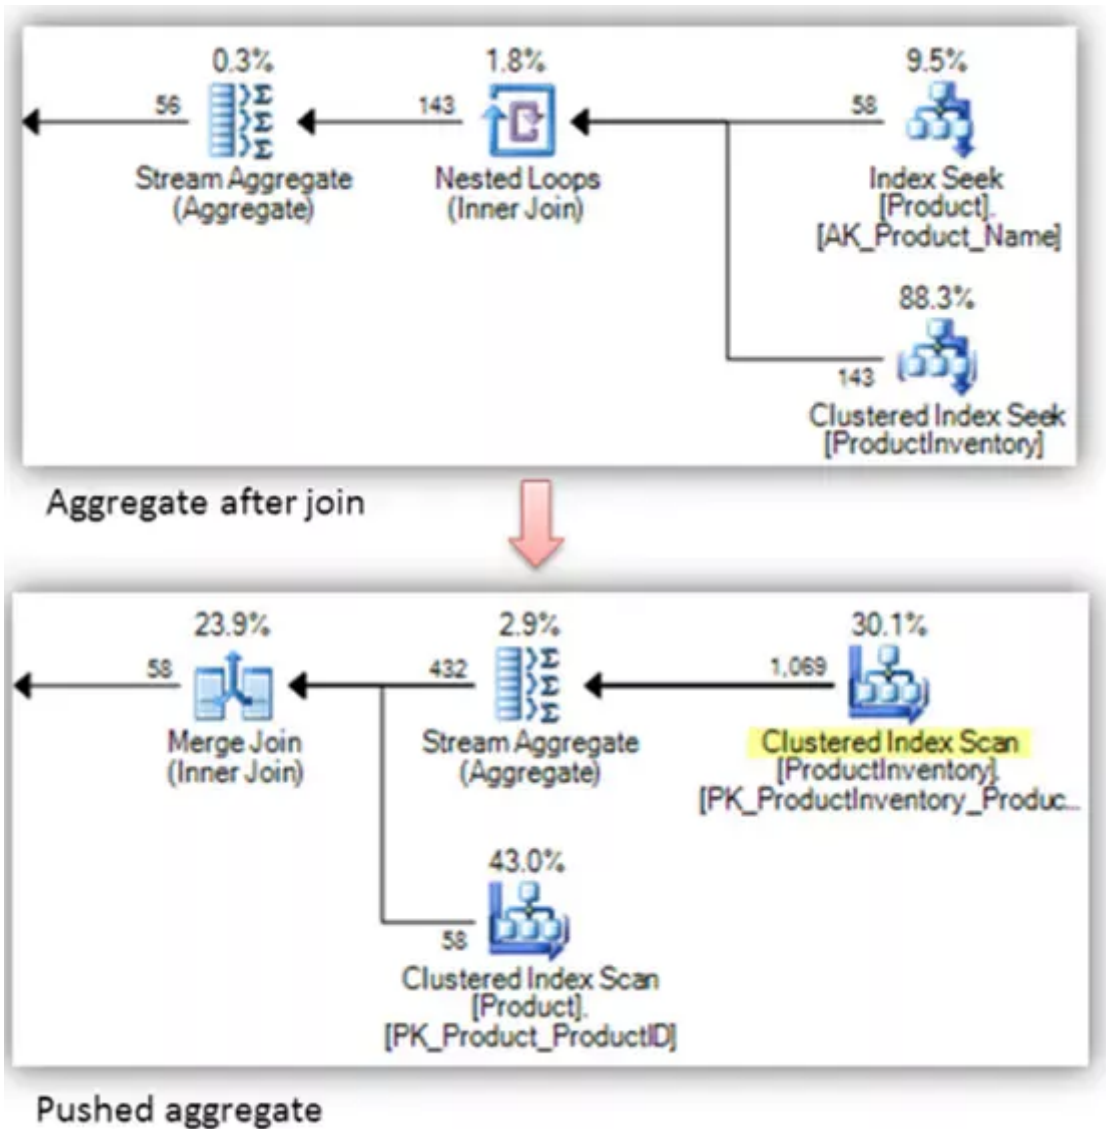 0.3%
1.8%
9.5%
56
143
58
Stream Aggregate
(Aggregate)
Nested Loops
(Inner Join)
Index Seek
[Product].
[AK_Product_Name]
88.3%
143
Clustered Index Seek
[ProductInventory]
Aggregate after join
23.9%
2.9%
30.1%
58
432
1,069
Merge Join
(Inner Join)
Stream Aggregate
(Aggregate)
Clustered Index Scan
[ProductInventory].
[PK_ProductInventory_Produc...
43.0%
58
Clustered Index Scan
[Product].
[PK_Product_ProductID]
Pushed aggregate